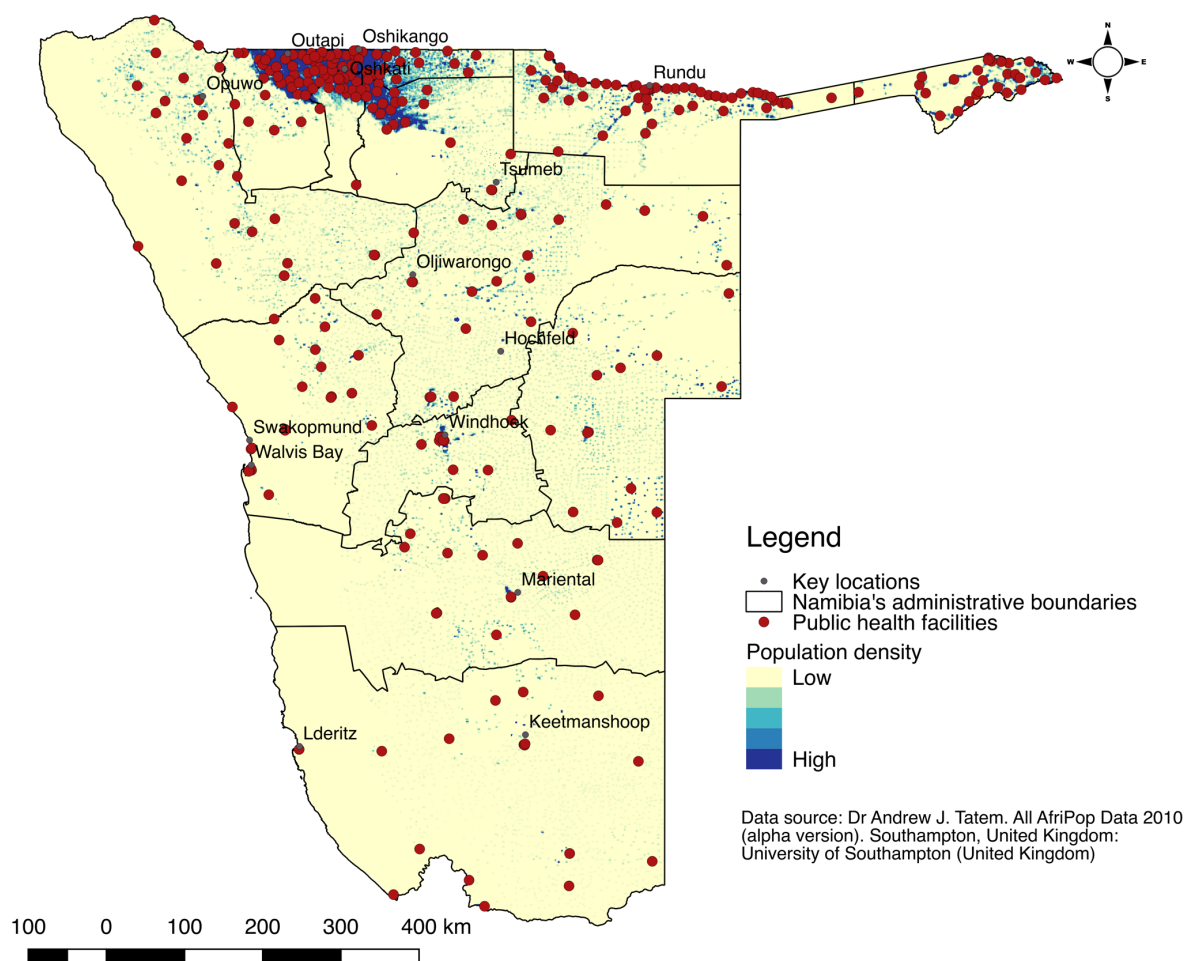 N
W
E
S
Outapi
Oshikango
Oshkati
Opuwo
Rundu
Tsumeb
Oljiwarongo
Hochfeld
Swakopmund
Windhoek
Walvis Bay
Mariental
Keetmanshoop
Lderitz
Legend
Key locations
Namibia's administrative boundaries
Public health facilities
Population density
Low
High
Data source: Dr Andrew J. Tatem. All AfriPop Data 2010
(alpha version). Southampton, United Kingdom:
University of Southampton (United Kingdom)
100 0 100 200 300 400 km